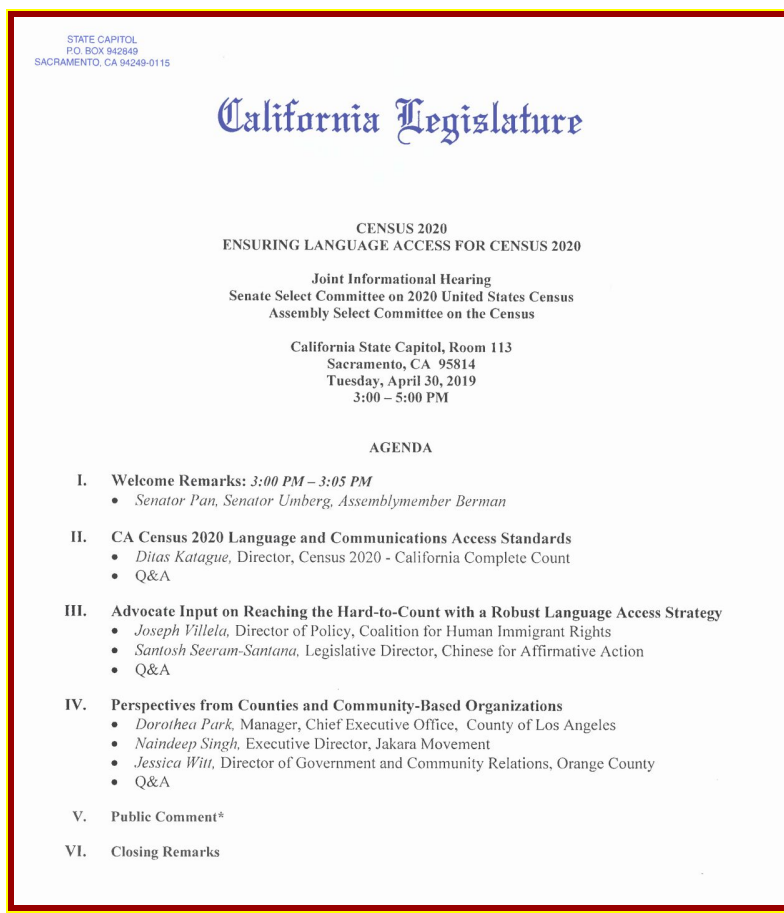 STATE CAPITOL
P.O. BOX 942849
SACRAMENTO, CA 94249-0115
California Legislature
CENSUS 2020
ENSURING LANGUAGE ACCESS FOR CENSUS 2020
Joint Informational Hearing
Senate Select Committee on 2020 United States Census
Assembly Select Committee on the Census
California State Capitol, Room 113
Sacramento, CA 95814
Tuesday, April 30, 2019
3:00 – 5:00 PM
AGENDA
I. Welcome Remarks: 3:00 PM – 3:05 PM
• Senator Pan, Senator Umberg, Assemblymember Berman
II. CA Census 2020 Language and Communications Access Standards
• Ditas Katague, Director, Census 2020 - California Complete Count
• Q&A
III. Advocate Input on Reaching the Hard-to-Count with a Robust Language Access Strategy
• Joseph Villela, Director of Policy, Coalition for Human Immigrant Rights
• Santosh Seeram-Santana, Legislative Director, Chinese for Affirmative Action
• Q&A
IV. Perspectives from Counties and Community-Based Organizations
• Dorothea Park, Manager, Chief Executive Office, County of Los Angeles
• Naindeep Singh, Executive Director, Jakara Movement
• Jessica Witt, Director of Government and Community Relations, Orange County
• Q&A
V. Public Comment*
VI. Closing Remarks